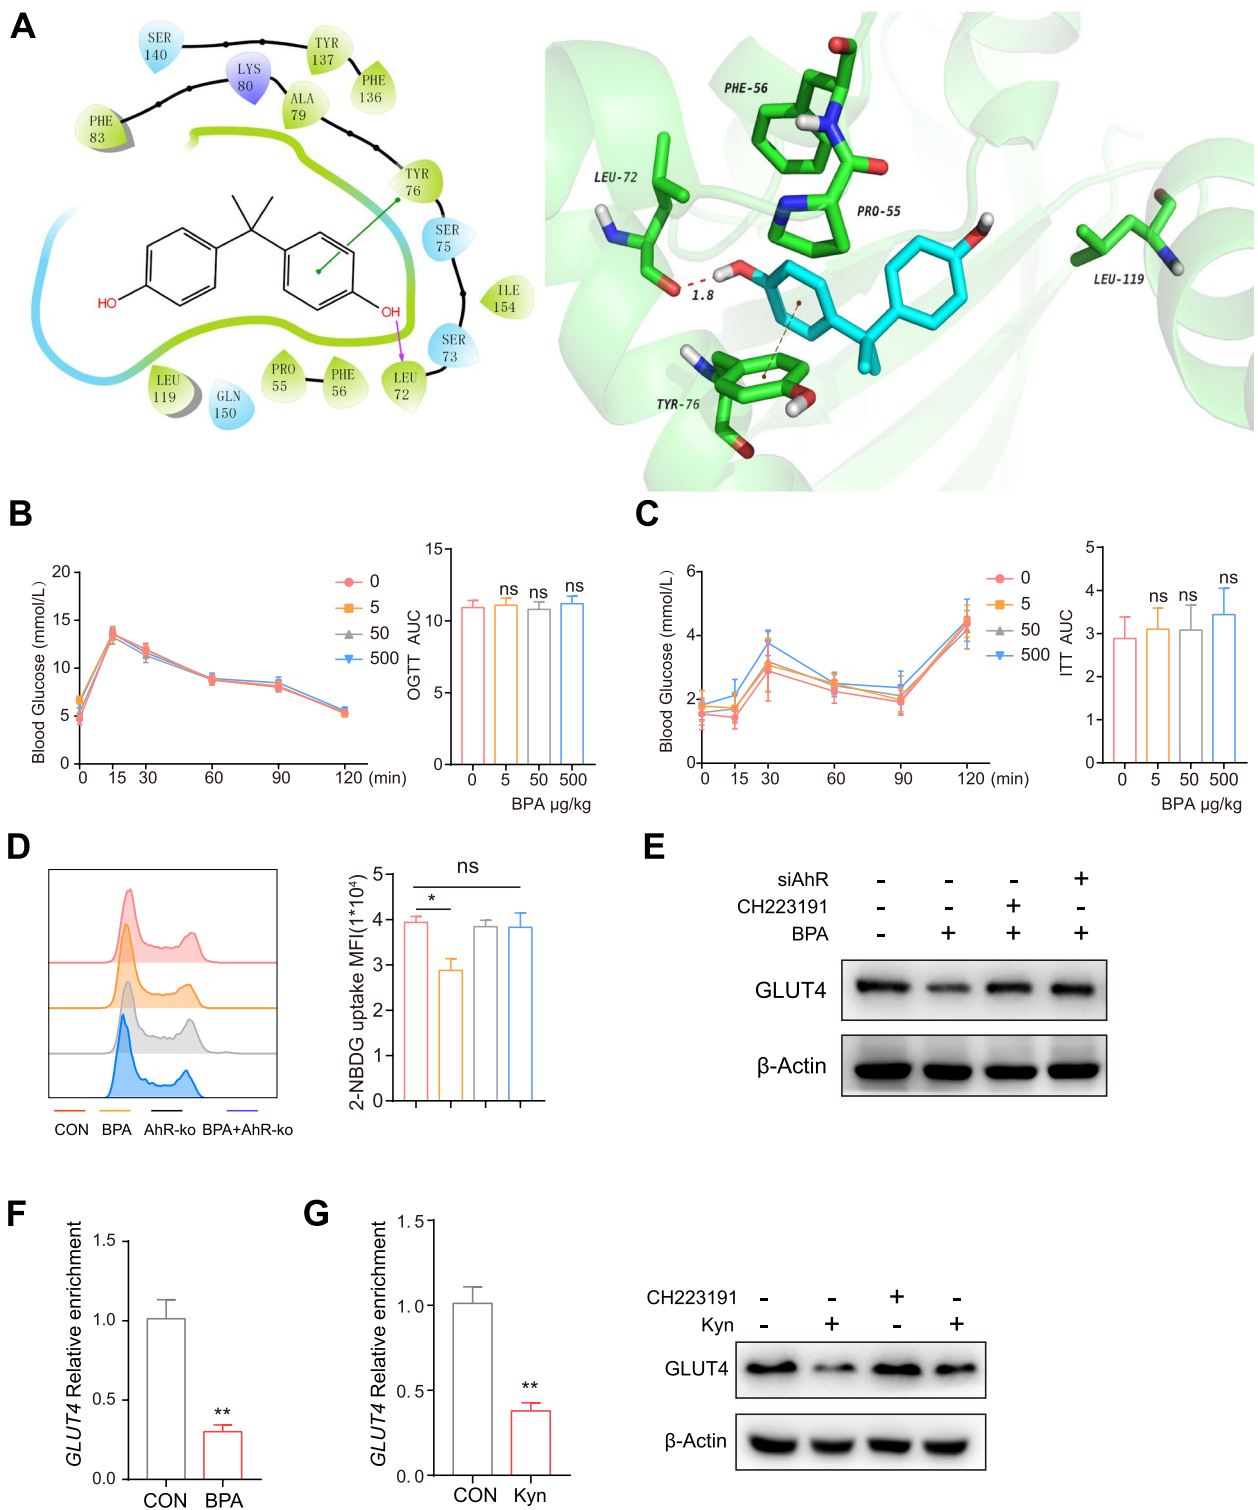 A
SER
140
TYR
137
LYS
80
PHE
136
ALA
79
PHE
83
TYR
76
SER
75
ILE
154
HO
OH
SER
73
LEU
119
GLN
150
PRO
55
PHE
56
LEU
72
PHE-56
LEU-72
PRO-55
LEU-119
1.8
TYR-76
B
Blood Glucose (mmol/L)
20
15
10
5
0
0 15 30 60 90 120 (min)
0
5
50
500
OGTT AUC
15
10
5
0
ns ns ns
0 5 50 500
BPA µg/kg
C
Blood Glucose (mmol/L)
6
4
2
0
0 15 30 60 90 120 (min)
0
5
50
500
ITT AUC
5
4
3
2
1
0
ns ns ns
0 5 50 500
BPA µg/kg
D
CON BPA AhR-ko BPA+AhR-ko
2-NBDG uptake MFI(1*10⁴)
5
4
3
2
1
0
ns
*
E
siAhR - - - +
CH223191 - - + -
BPA - + + +
GLUT4
β-Actin
F
GLUT4 Relative enrichment
1.5
1.0
0.5
0.0
**
CON BPA
G
GLUT4 Relative enrichment
1.5
1.0
0.5
0.0
**
CON Kyn
CH223191 - - + -
Kyn - + - +
GLUT4
β-Actin